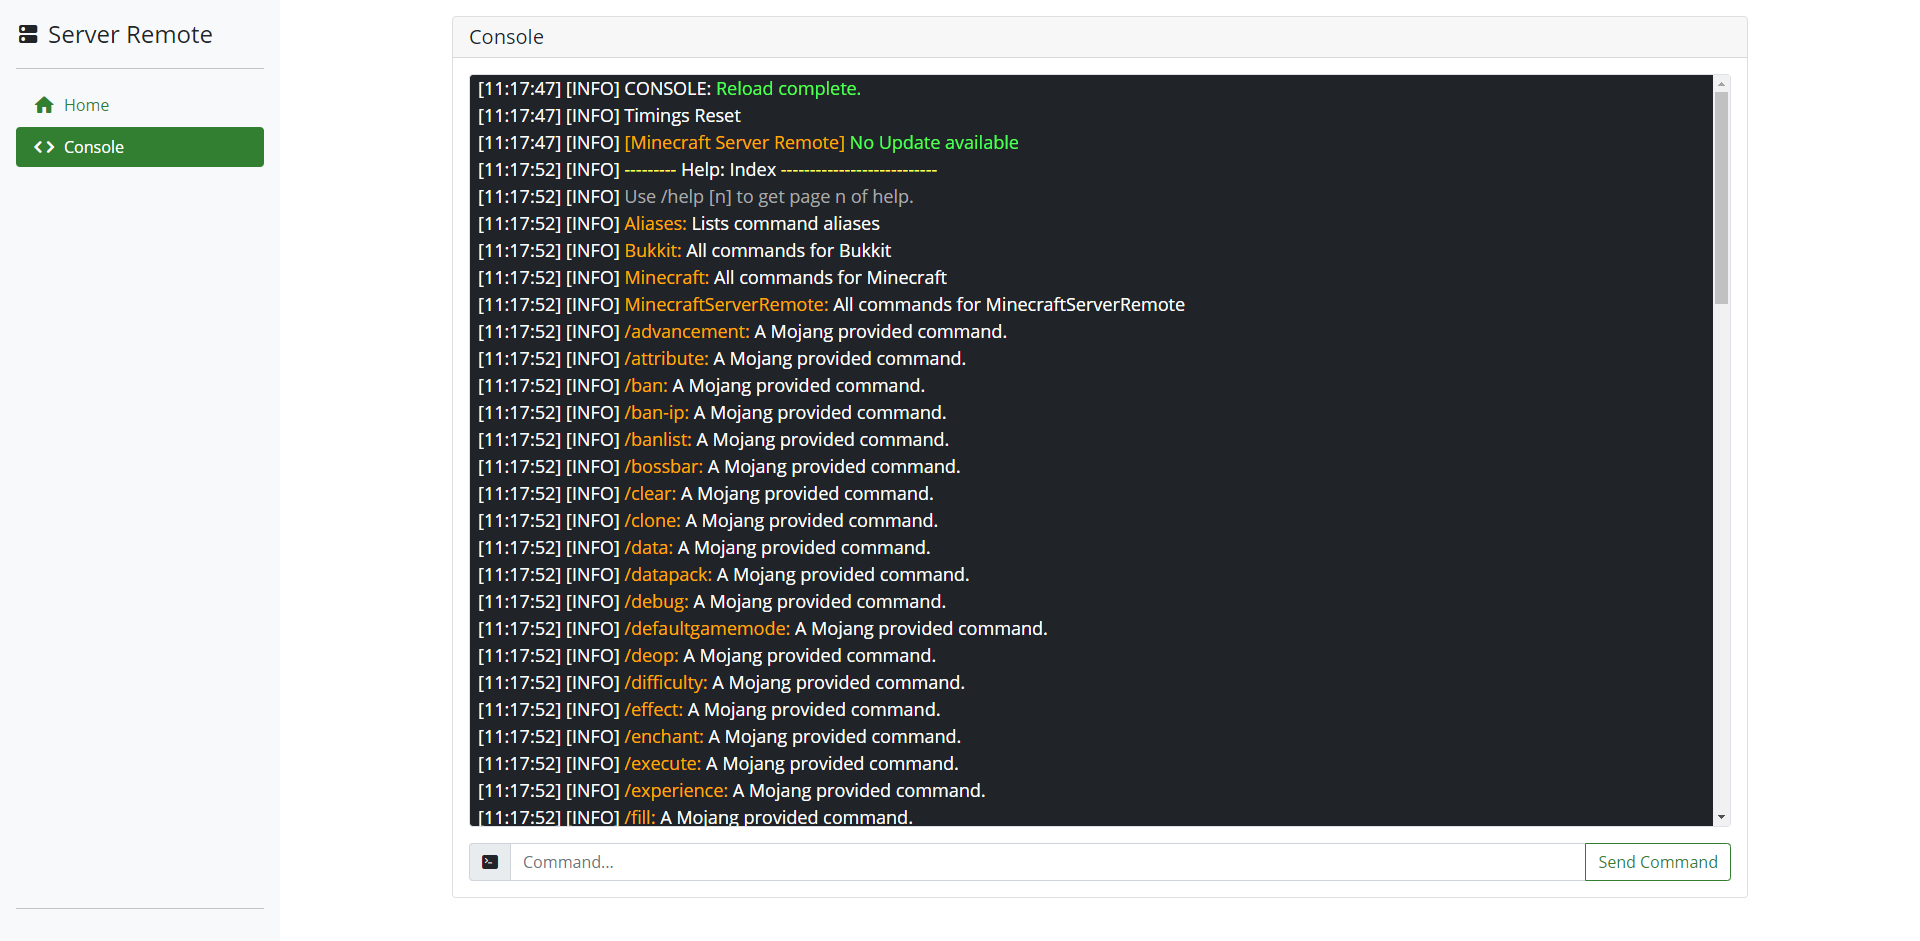 Server Remote
Home
Console
Console
[11:17:47] [INFO] CONSOLE: Reload complete.
[11:17:47] [INFO] Timings Reset
[11:17:47] [INFO] [Minecraft Server Remote] No Update available
[11:17:52] [INFO] --------- Help: Index ---------------------------
[11:17:52] [INFO] Use /help [n] to get page n of help.
[11:17:52] [INFO] Aliases: Lists command aliases
[11:17:52] [INFO] Bukkit: All commands for Bukkit
[11:17:52] [INFO] Minecraft: All commands for Minecraft
[11:17:52] [INFO] MinecraftServerRemote: All commands for MinecraftServerRemote
[11:17:52] [INFO] /advancement: A Mojang provided command.
[11:17:52] [INFO] /attribute: A Mojang provided command.
[11:17:52] [INFO] /ban: A Mojang provided command.
[11:17:52] [INFO] /ban-ip: A Mojang provided command.
[11:17:52] [INFO] /banlist: A Mojang provided command.
[11:17:52] [INFO] /bossbar: A Mojang provided command.
[11:17:52] [INFO] /clear: A Mojang provided command.
[11:17:52] [INFO] /clone: A Mojang provided command.
[11:17:52] [INFO] /data: A Mojang provided command.
[11:17:52] [INFO] /datapack: A Mojang provided command.
[11:17:52] [INFO] /debug: A Mojang provided command.
[11:17:52] [INFO] /defaultgamemode: A Mojang provided command.
[11:17:52] [INFO] /deop: A Mojang provided command.
[11:17:52] [INFO] /difficulty: A Mojang provided command.
[11:17:52] [INFO] /effect: A Mojang provided command.
[11:17:52] [INFO] /enchant: A Mojang provided command.
[11:17:52] [INFO] /execute: A Mojang provided command.
[11:17:52] [INFO] /experience: A Mojang provided command.
[11:17:52] [INFO] /fill: A Mojang provided command.
Command...
Send Command